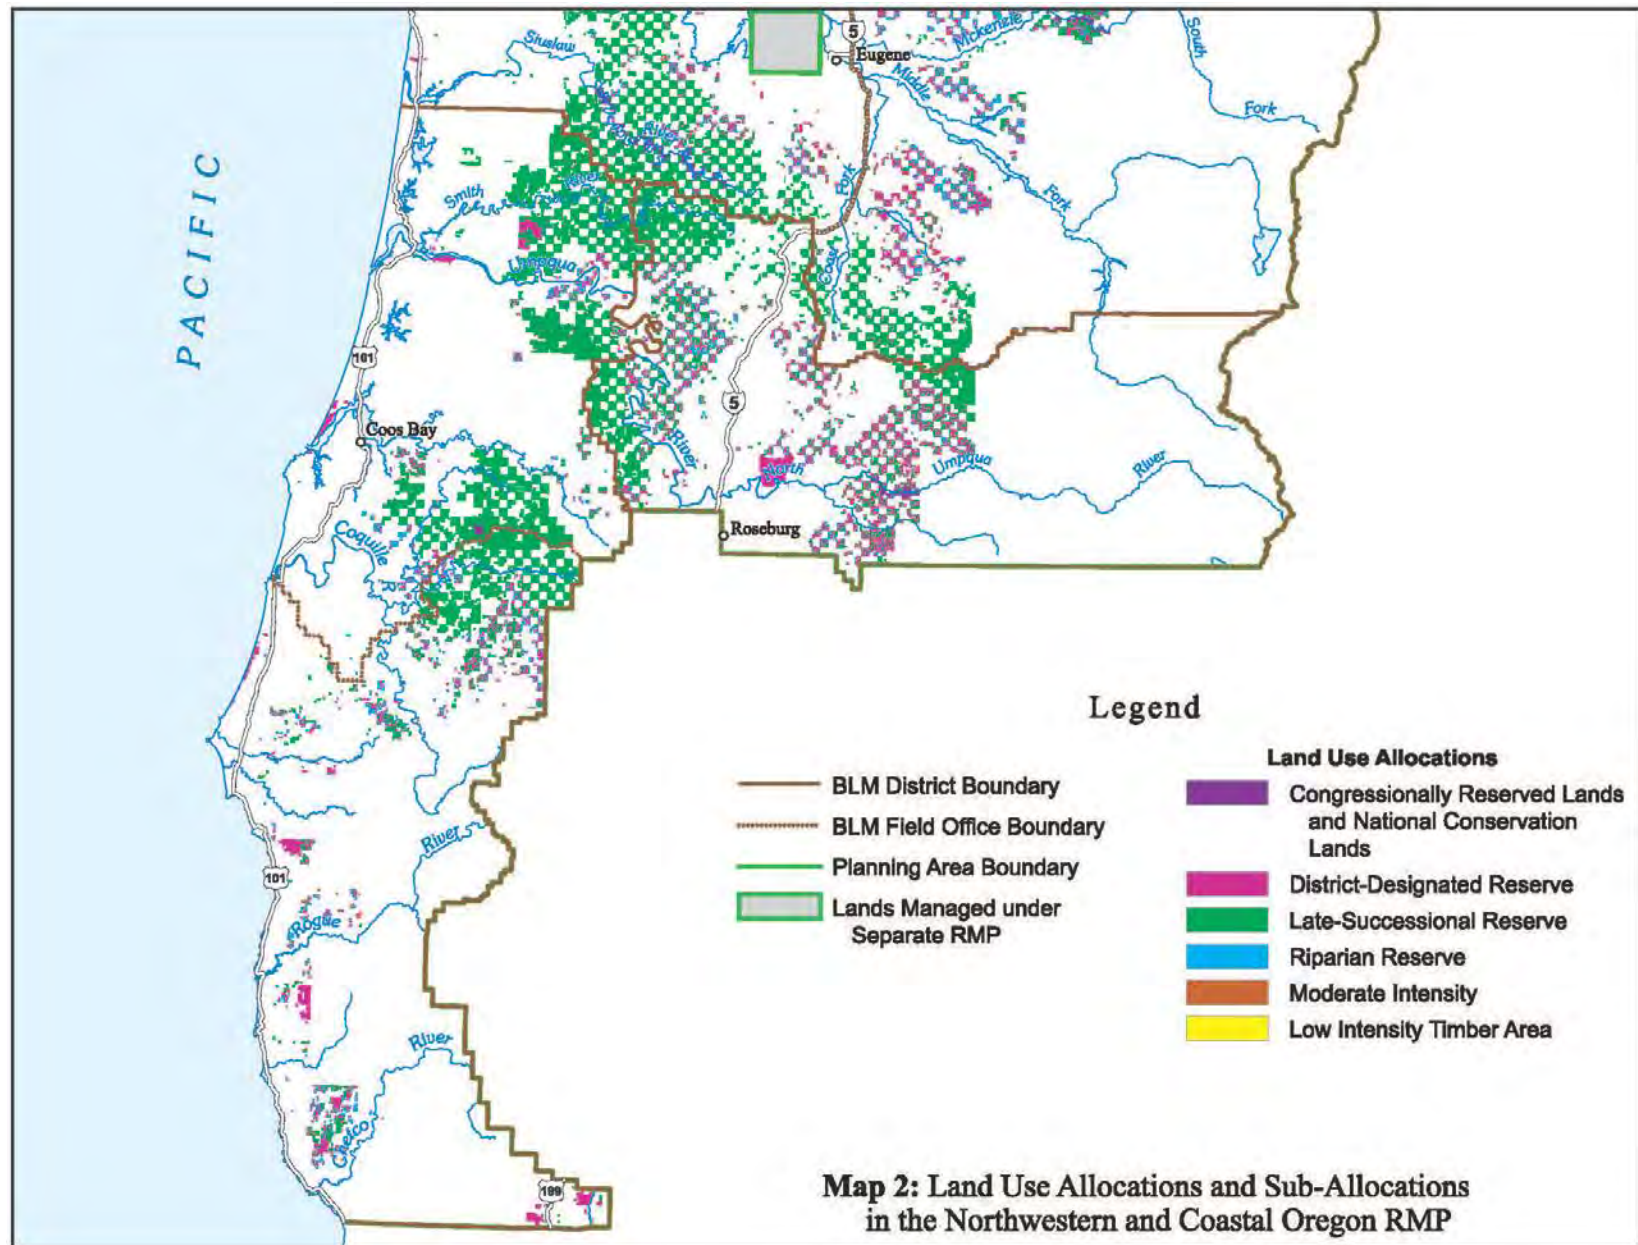 Siuslaw
5
Eugene
Mckenzie
South
Fork
Middle
Fork
River
Fork
Smith
River
Umpqua
Coast
PACIFIC
101
5
Coos Bay
River
North
Umpqua
River
Roseburg
Coquille
R
Legend
BLM District Boundary
BLM Field Office Boundary
Planning Area Boundary
Lands Managed under
Separate RMP
Land Use Allocations
Congressionally Reserved Lands
and National Conservation
Lands
District-Designated Reserve
Late-Successional Reserve
Riparian Reserve
Moderate Intensity
Low Intensity Timber Area
River
101
Rogue
River
Chetco
199
Map 2: Land Use Allocations and Sub-Allocations
in the Northwestern and Coastal Oregon RMP